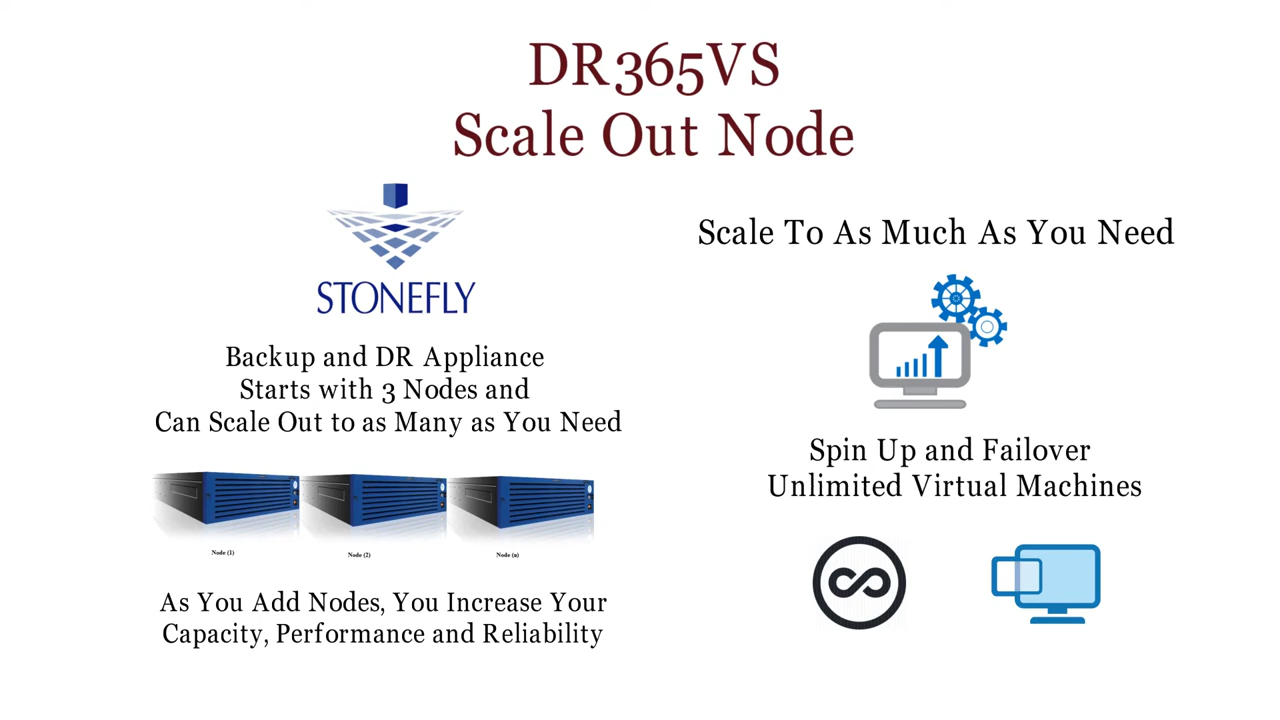 DR365VS
Scale Out Node
STONEFLY
Backup and DR Appliance
Starts with 3 Nodes and
Can Scale Out to as Many as You Need
Node (1)
Node (2)
Node (n)
As You Add Nodes, You Increase Your
Capacity, Performance and Reliability
Scale To As Much As You Need
Spin Up and Failover
Unlimited Virtual Machines